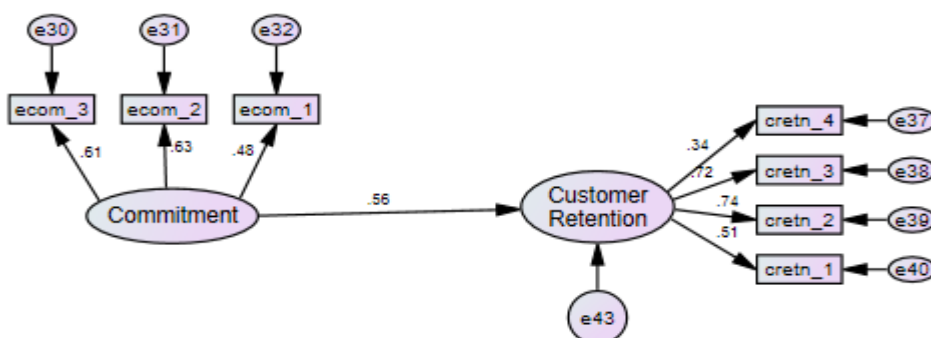 e30
e31
e32
ecom_3
ecom_2
ecom_1
.61
.63
.48
Commitment
.56
Customer
Retention
e43
.34
.72
.74
.51
cretn_4
e37
cretn_3
e38
cretn_2
e39
cretn_1
e40